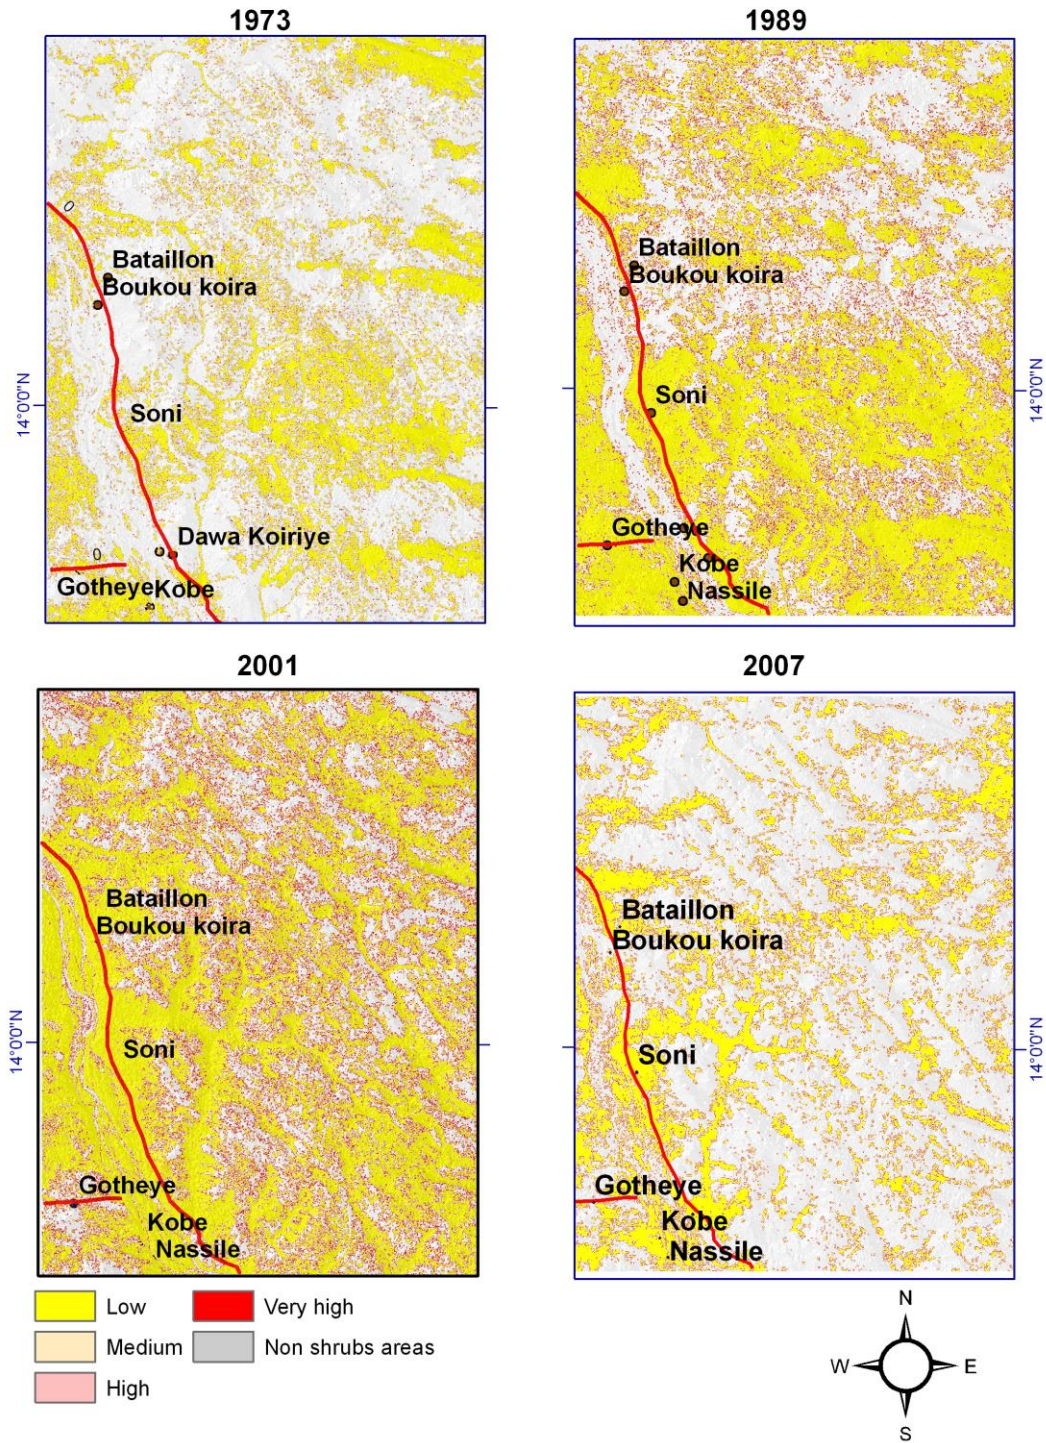 1973
1989
0
Bataillon
Boukou koira
14°0'0"N
Soni
Dawa Koiriye
0
Gotheye
Kobe
Bataillon
Boukou koira
14°0'0"N
Soni
Gotheye
Kobe
Nassile
2001
2007
Bataillon
Boukou koira
14°0'0"N
Soni
Gotheye
Kobe
Nassile
Bataillon
Boukou koira
14°0'0"N
Soni
Gotheye
Kobe
Nassile
Low
Very high
Medium
Non shrubs areas
High
N
W
E
S